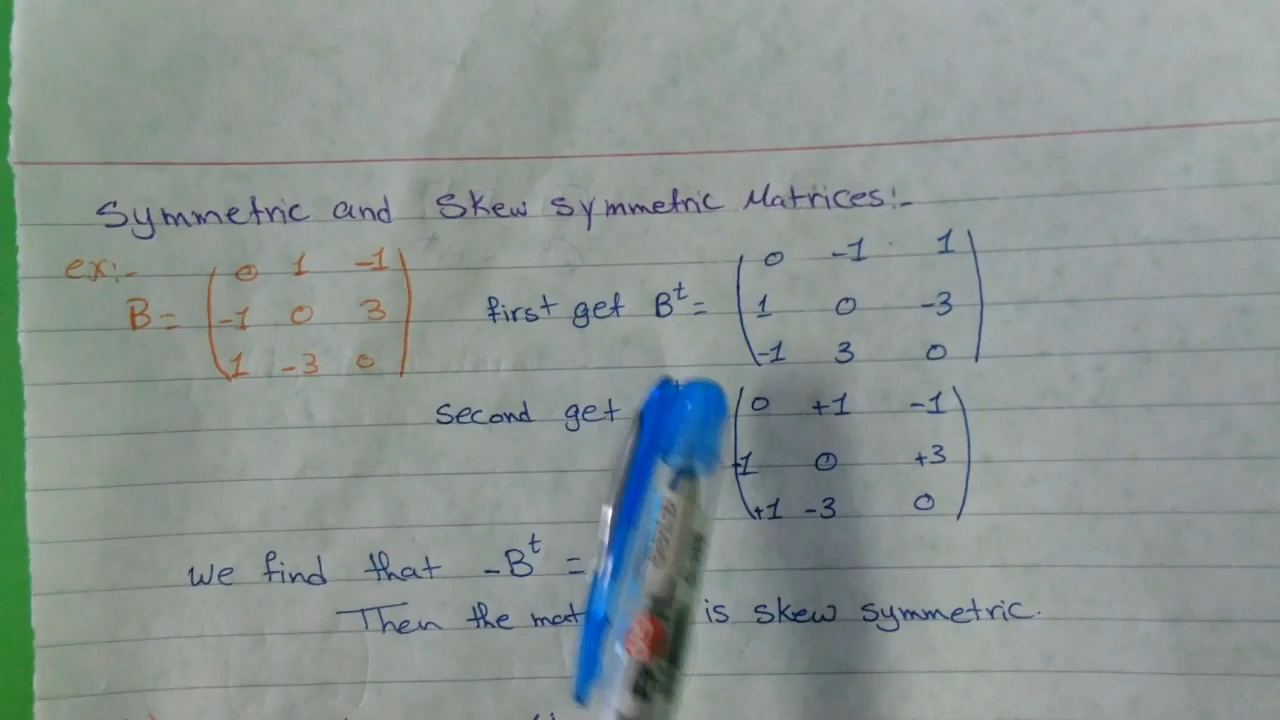 Symmetric and Skew symmetric Matrices:-
ex:-
B = ( 0 1 -1
-1 0 3
1 -3 0 )
first get Bᵗ = ( 0 -1 1
1 0 -3
-1 3 0 )
Second get ( 0 +1 -1
-1 0 +3
+1 -3 0 )
we find that -Bᵗ =
Then the mat is skew symmetric.